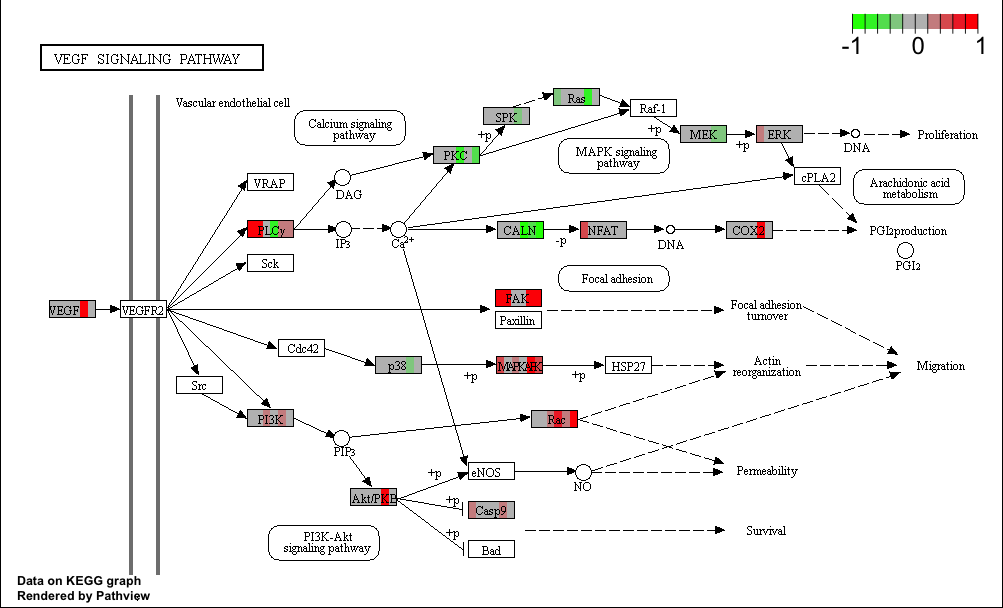 -1 0 1
VEGF SIGNALING PATHWAY
Vascular endothelial cell
Calcium signaling
pathway
SPK
Ras
Raf-1
+p
+p
MEK
+p
ERK
DNA
Proliferation
PKC
MAPK signaling
pathway
cPLA2
Arachidonic acid
metabolism
VRAP
DAG
PLCγ
IP3
Ca2+
CALN
-p
NFAT
DNA
COX2
PGI2production
PGI2
Sck
Focal adhesion
VEGF
VEGFR2
FAK
Paxillin
Focal adhesion
turnover
Cdc42
p38
+p
MAPKAPK
+p
HSP27
Actin
reorganization
Migration
Src
PI3K
Rac
PIP3
+p
eNOS
NO
Permeability
Akt/PKB
+p
Casp9
+p
Bad
Survival
PI3K-Akt
signaling pathway
Data on KEGG graph
Rendered by Pathview